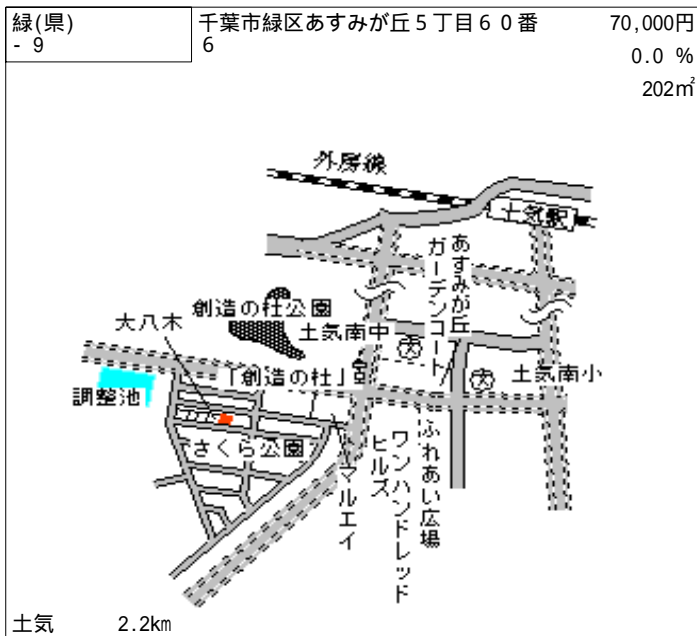 緑(県)
- 9
千葉市緑区あすみが丘５丁目６０番
６
70,000円
0.0 %
202㎡
外房線
土気駅
あすみが丘
ガーデンコート
創造の杜公園
土気南中
大八木
「創造の杜」
土気南小
調整池
さくら公園
マルエイ
ワンハンドレッド
ヒルズ
ふれあい広場
土気
2.2km